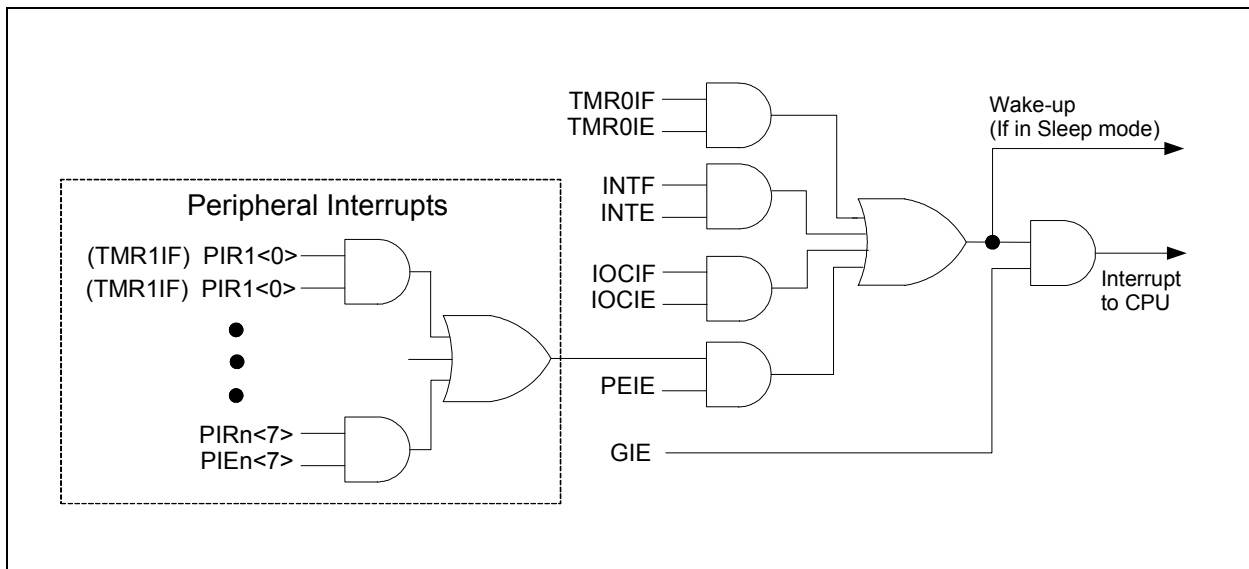 Peripheral Interrupts
(TMR1IF) PIR1<0>
(TMR1IF) PIR1<0>
PIRn<7>
PIEn<7>
TMR0IF
TMR0IE
INTF
INTE
IOCIF
IOCIE
PEIE
GIE
Wake-up
(If in Sleep mode)
Interrupt
to CPU